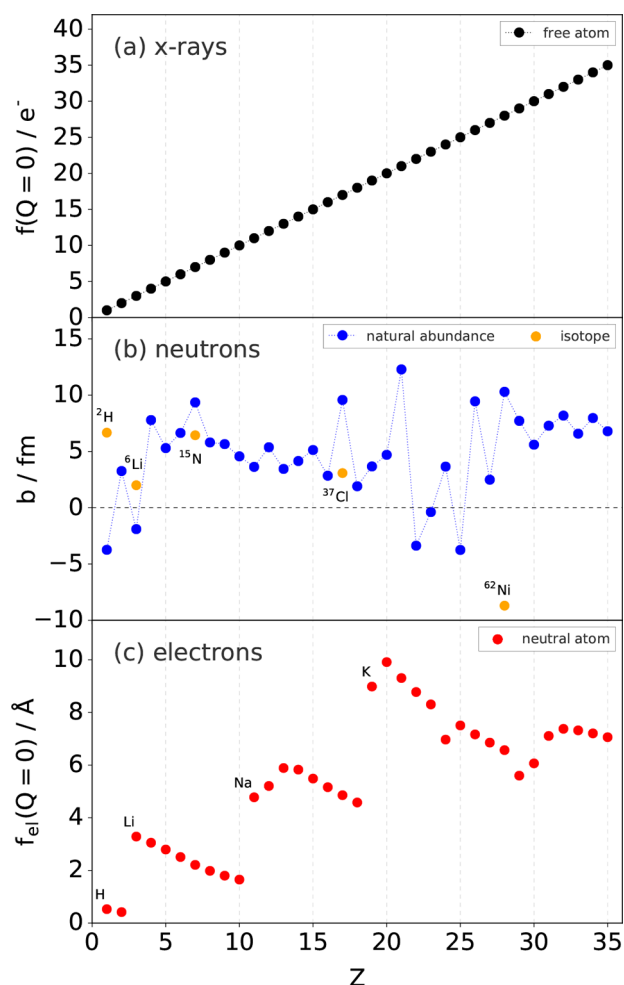 (a) x-rays
free atom
f(Q = 0) / e⁻
40
35
30
25
20
15
10
5
0
(b) neutrons
natural abundance
isotope
b / fm
15
10
5
0
−5
−10
²H
⁶Li
¹⁵N
³⁷Cl
⁶²Ni
(c) electrons
neutral atom
f_el(Q = 0) / Å
10
8
6
4
2
0
H
Li
Na
K
0 5 10 15 20 25 30 35
Z